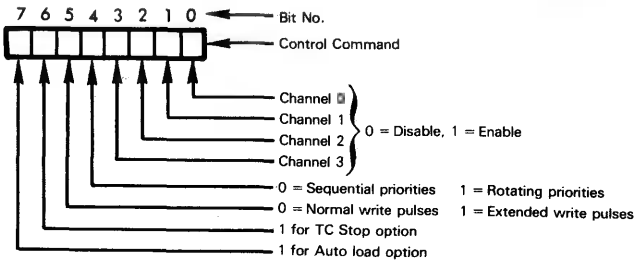 7 6 5 4 3 2 1 0 Bit No.
Control Command
Channel 0
Channel 1
Channel 2
Channel 3
0 = Disable, 1 = Enable
0 = Sequential priorities 1 = Rotating priorities
0 = Normal write pulses 1 = Extended write pulses
1 for TC Stop option
1 for Auto load option